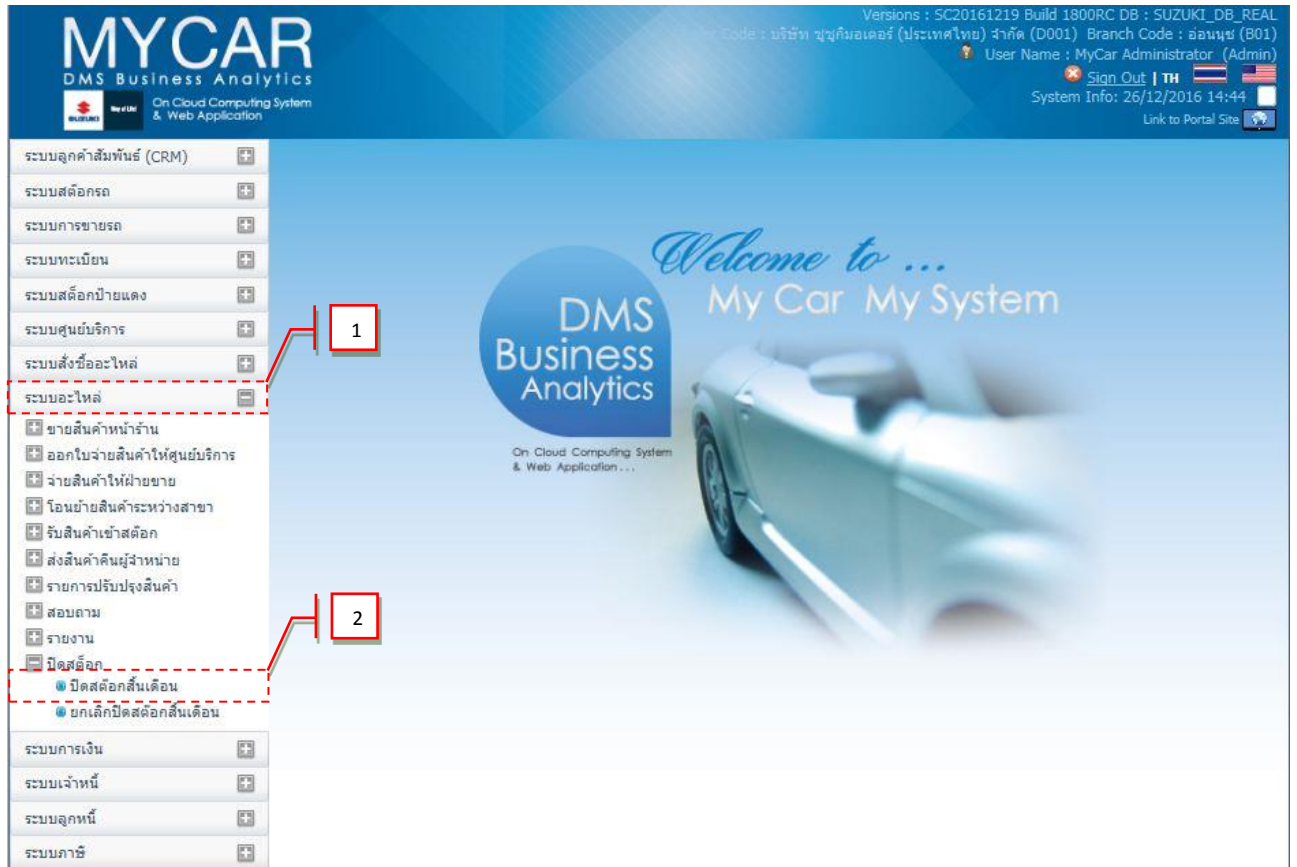 MYCAR
DMS Business Analytics
SUZUKI
Way of Life!
On Cloud Computing System
& Web Application
Versions : SC20161219 Build 1800RC DB : SUZUKI_DB_REAL
Code : บริษัท ซูซูกิมอเตอร์ (ประเทศไทย) จำกัด (D001) Branch Code : อ่อนนุช (B01)
User Name : MyCar Administrator (Admin)
Sign Out | TH
System Info: 26/12/2016 14:44
Link to Portal Site
ระบบลูกค้าสัมพันธ์ (CRM)
ระบบสต๊อกรถ
ระบบการขายรถ
ระบบทะเบียน
ระบบสต็อกป้ายแดง
ระบบศูนย์บริการ
ระบบสั่งซื้ออะไหล่
ระบบอะไหล่
ขายสินค้าหน้าร้าน
ออกใบจ่ายสินค้าให้ศูนย์บริการ
จ่ายสินค้าให้ฝ่ายขาย
โอนย้ายสินค้าระหว่างสาขา
รับสินค้าเข้าสต๊อก
ส่งสินค้าคืนผู้จำหน่าย
รายการปรับปรุงสินค้า
สอบถาม
รายงาน
ปิดสต็อก
ปิดสต๊อกสิ้นเดือน
ยกเลิกปิดสต๊อกสิ้นเดือน
ระบบการเงิน
ระบบเจ้าหนี้
ระบบลูกหนี้
ระบบภาษี
1
2
Welcome to ...
My Car My System
DMS
Business
Analytics
On Cloud Computing System
& Web Application...